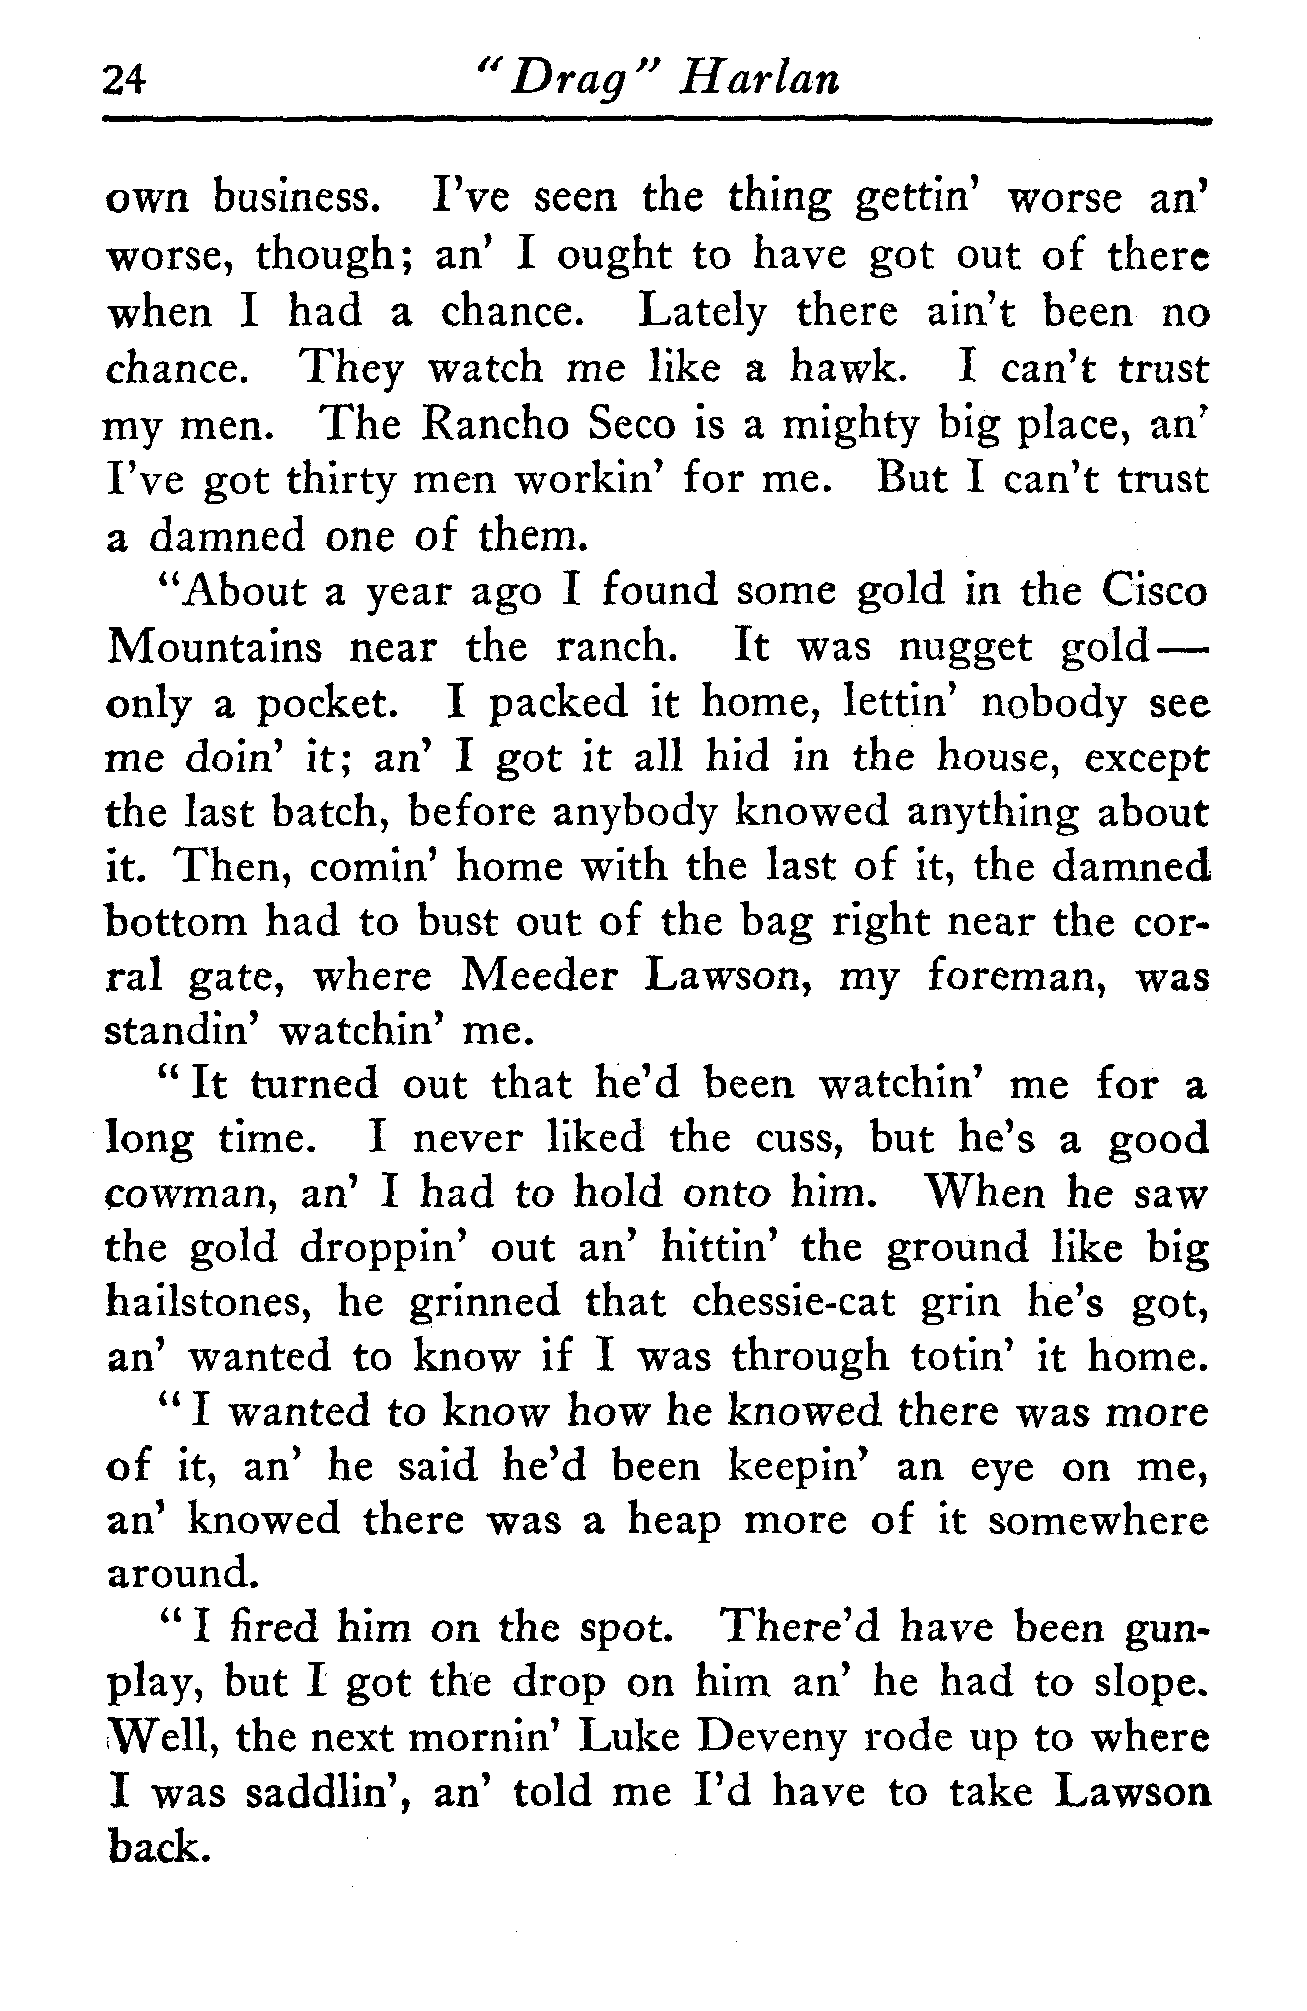 24 "Drag" Harlan
own business. I've seen the thing gettin' worse an'
worse, though; an' I ought to have got out of there
when I had a chance. Lately there ain't been no
chance. They watch me like a hawk. I can't trust
my men. The Rancho Seco is a mighty big place, an'
I've got thirty men workin' for me. But I can't trust
a damned one of them.
"About a year ago I found some gold in the Cisco
Mountains near the ranch. It was nugget gold—
only a pocket. I packed it home, lettin' nobody see
me doin' it; an' I got it all hid in the house, except
the last batch, before anybody knowed anything about
it. Then, comin' home with the last of it, the damned
bottom had to bust out of the bag right near the cor-
ral gate, where Meeder Lawson, my foreman, was
standin' watchin' me.
"It turned out that he'd been watchin' me for a
long time. I never liked the cuss, but he's a good
cowman, an' I had to hold onto him. When he saw
the gold droppin' out an' hittin' the ground like big
hailstones, he grinned that chessie-cat grin he's got,
an' wanted to know if I was through totin' it home.
"I wanted to know how he knowed there was more
of it, an' he said he'd been keepin' an eye on me,
an' knowed there was a heap more of it somewhere
around.
"I fired him on the spot. There'd have been gun-
play, but I got the drop on him an' he had to slope.
Well, the next mornin' Luke Deveny rode up to where
I was saddlin', an' told me I'd have to take Lawson
back.